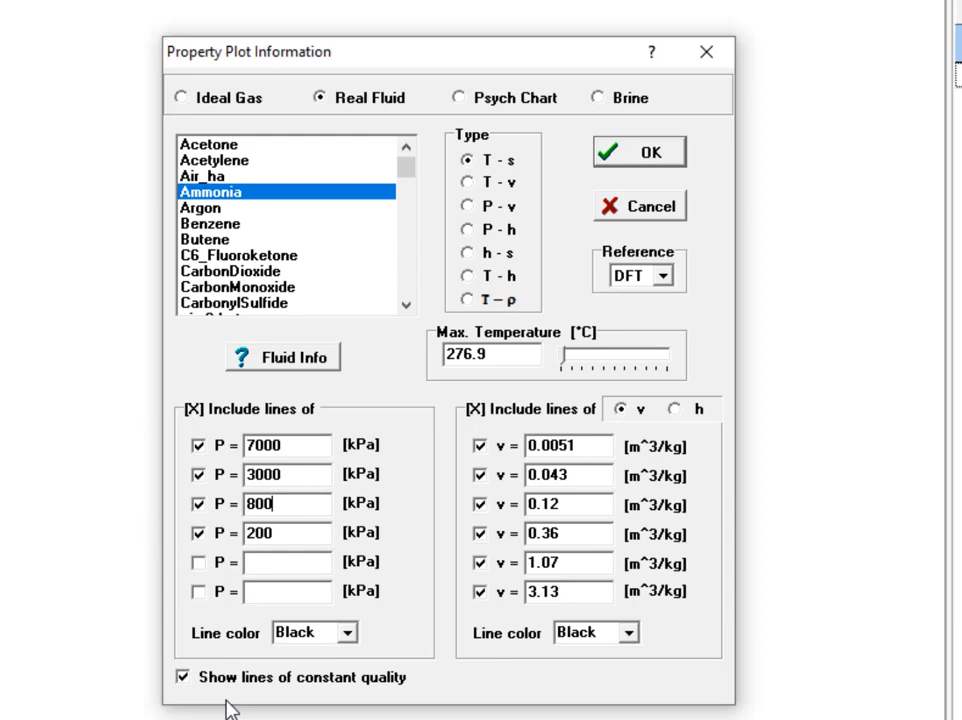 Property Plot Information ? ×
Ideal Gas Real Fluid Psych Chart Brine
Acetone
Acetylene
Air_ha
Ammonia
Argon
Benzene
Butene
C6_Fluoroketone
CarbonDioxide
CarbonMonoxide
CarbonylSulfide
Type
T - s
T - v
P - v
P - h
h - s
T - h
T – ρ
OK
Cancel
Reference
DFT
? Fluid Info
Max. Temperature [°C]
276.9
[X] Include lines of
P = 7000 [kPa]
P = 3000 [kPa]
P = 800 [kPa]
P = 200 [kPa]
P = [kPa]
P = [kPa]
Line color Black
[X] Include lines of v h
v = 0.0051 [m^3/kg]
v = 0.043 [m^3/kg]
v = 0.12 [m^3/kg]
v = 0.36 [m^3/kg]
v = 1.07 [m^3/kg]
v = 3.13 [m^3/kg]
Line color Black
Show lines of constant quality